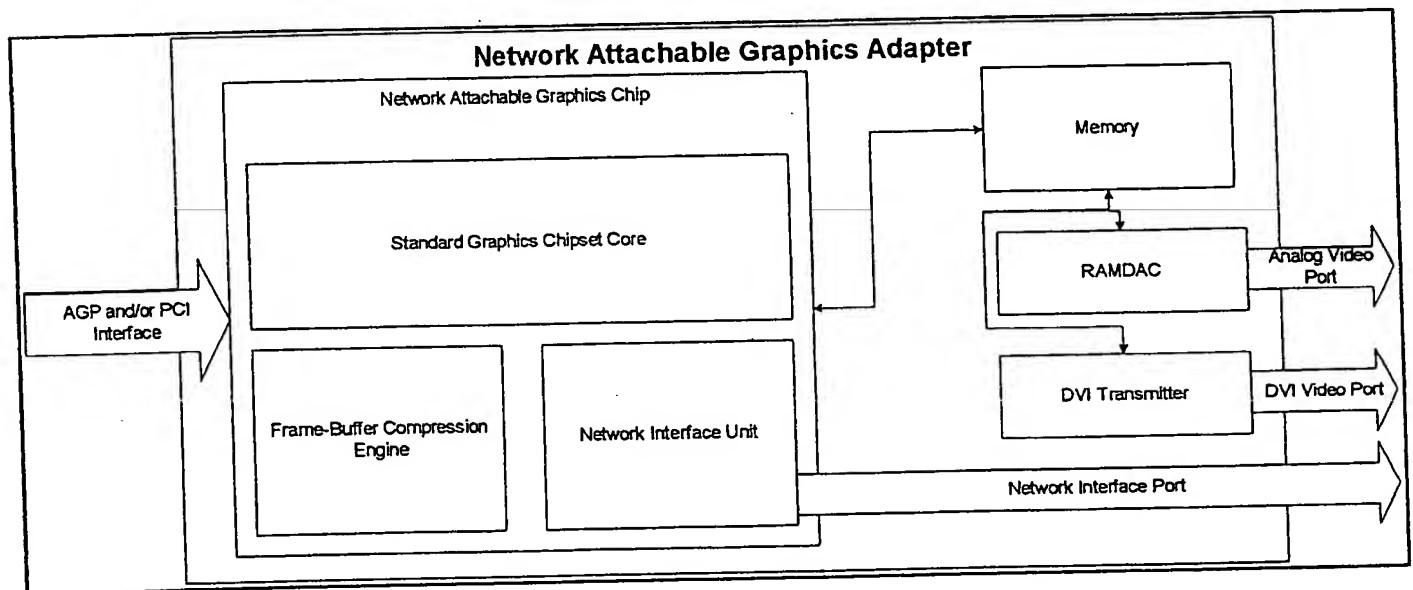 Network Attachable Graphics Adapter
Network Attachable Graphics Chip
Memory
Standard Graphics Chipset Core
RAMDAC
Analog Video
Port
AGP and/or PCI
Interface
DVI Transmitter
DVI Video Port
Frame-Buffer Compression
Engine
Network Interface Unit
Network Interface Port